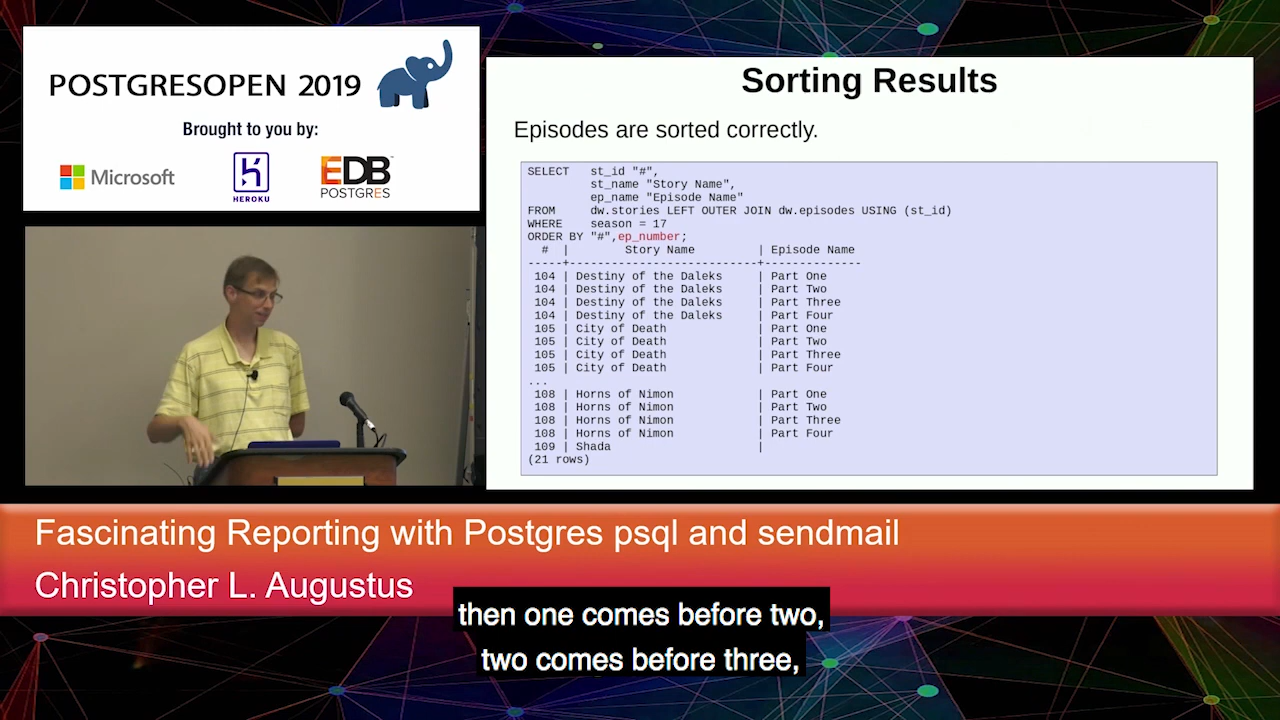 POSTGRESOPEN 2019
Brought to you by:
Microsoft
HEROKU
EDB
POSTGRES
Sorting Results
Episodes are sorted correctly.
SELECT   st_id "#",
         st_name "Story Name",
         ep_name "Episode Name"
FROM     dw.stories LEFT OUTER JOIN dw.episodes USING (st_id)
WHERE    season = 17
ORDER BY "#",ep_number;
  #  |         Story Name          | Episode Name
-----+-----------------------------+---------------
 104 | Destiny of the Daleks       | Part One
 104 | Destiny of the Daleks       | Part Two
 104 | Destiny of the Daleks       | Part Three
 104 | Destiny of the Daleks       | Part Four
 105 | City of Death               | Part One
 105 | City of Death               | Part Two
 105 | City of Death               | Part Three
 105 | City of Death               | Part Four
...
 108 | Horns of Nimon              | Part One
 108 | Horns of Nimon              | Part Two
 108 | Horns of Nimon              | Part Three
 108 | Horns of Nimon              | Part Four
 109 | Shada                       |
(21 rows)
Fascinating Reporting with Postgres psql and sendmail
Christopher L. Augustus
then one comes before two,
two comes before three,